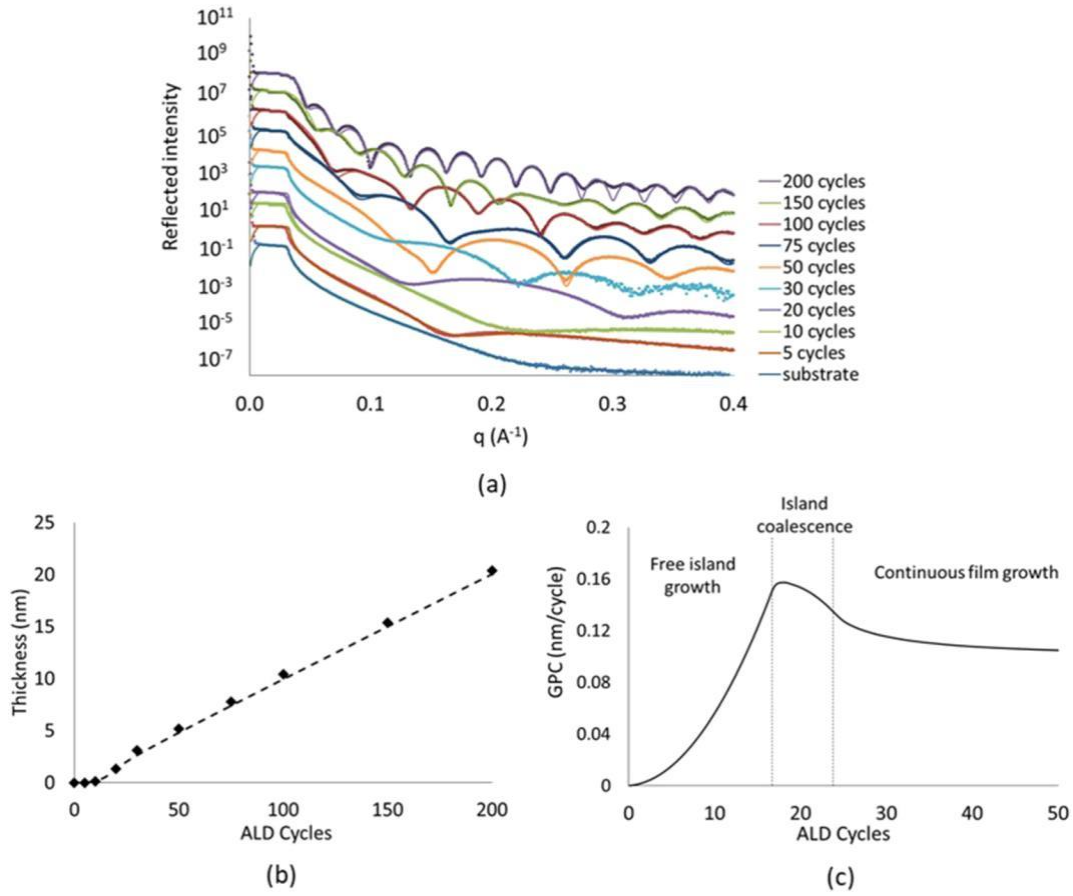 10¹¹
10⁹
10⁷
10⁵
10³
10¹
10⁻¹
10⁻³
10⁻⁵
10⁻⁷
Reflected intensity
0.0 0.1 0.2 0.3 0.4
q (A⁻¹)
200 cycles
150 cycles
100 cycles
75 cycles
50 cycles
30 cycles
20 cycles
10 cycles
5 cycles
substrate
(a)
25
20
15
10
5
0
Thickness (nm)
0 50 100 150 200
ALD Cycles
(b)
Island
coalescence
Free island
growth
Continuous film growth
0.2
0.16
0.12
0.08
0.04
0
GPC (nm/cycle)
0 10 20 30 40 50
ALD Cycles
(c)